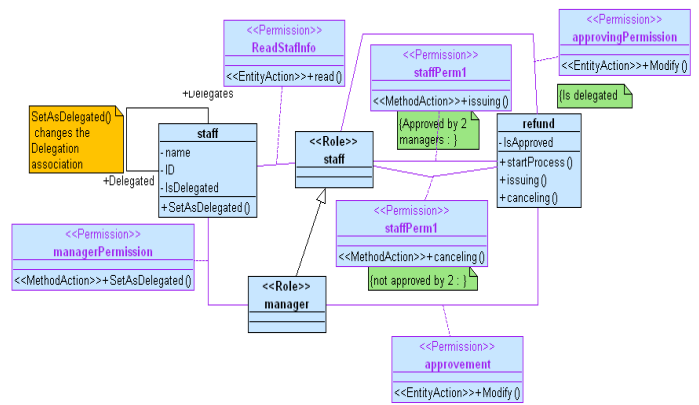 <<Permission>>
ReadStafInfo
<<EntityAction>>+read()
<<Permission>>
staffPerm1
<<MethodAction>>+issuing()
{Approved by 2
managers : }
<<Permission>>
approvingPermission
<<EntityAction>>+Modify()
{Is delegated
+Delegates
SetAsDelegated()
changes the
Delegation
association
staff
-name
-ID
-IsDelegated
+SetAsDelegated()
+Delegated
<<Role>>
staff
refund
-IsApproved
+startProcess()
+issuing()
+canceling()
<<Permission>>
managerPermission
<<MethodAction>>+SetAsDelegated()
<<Permission>>
staffPerm1
<<MethodAction>>+canceling()
{not approved by 2 : }
<<Role>>
manager
<<Permission>>
approvement
<<EntityAction>>+Modify()